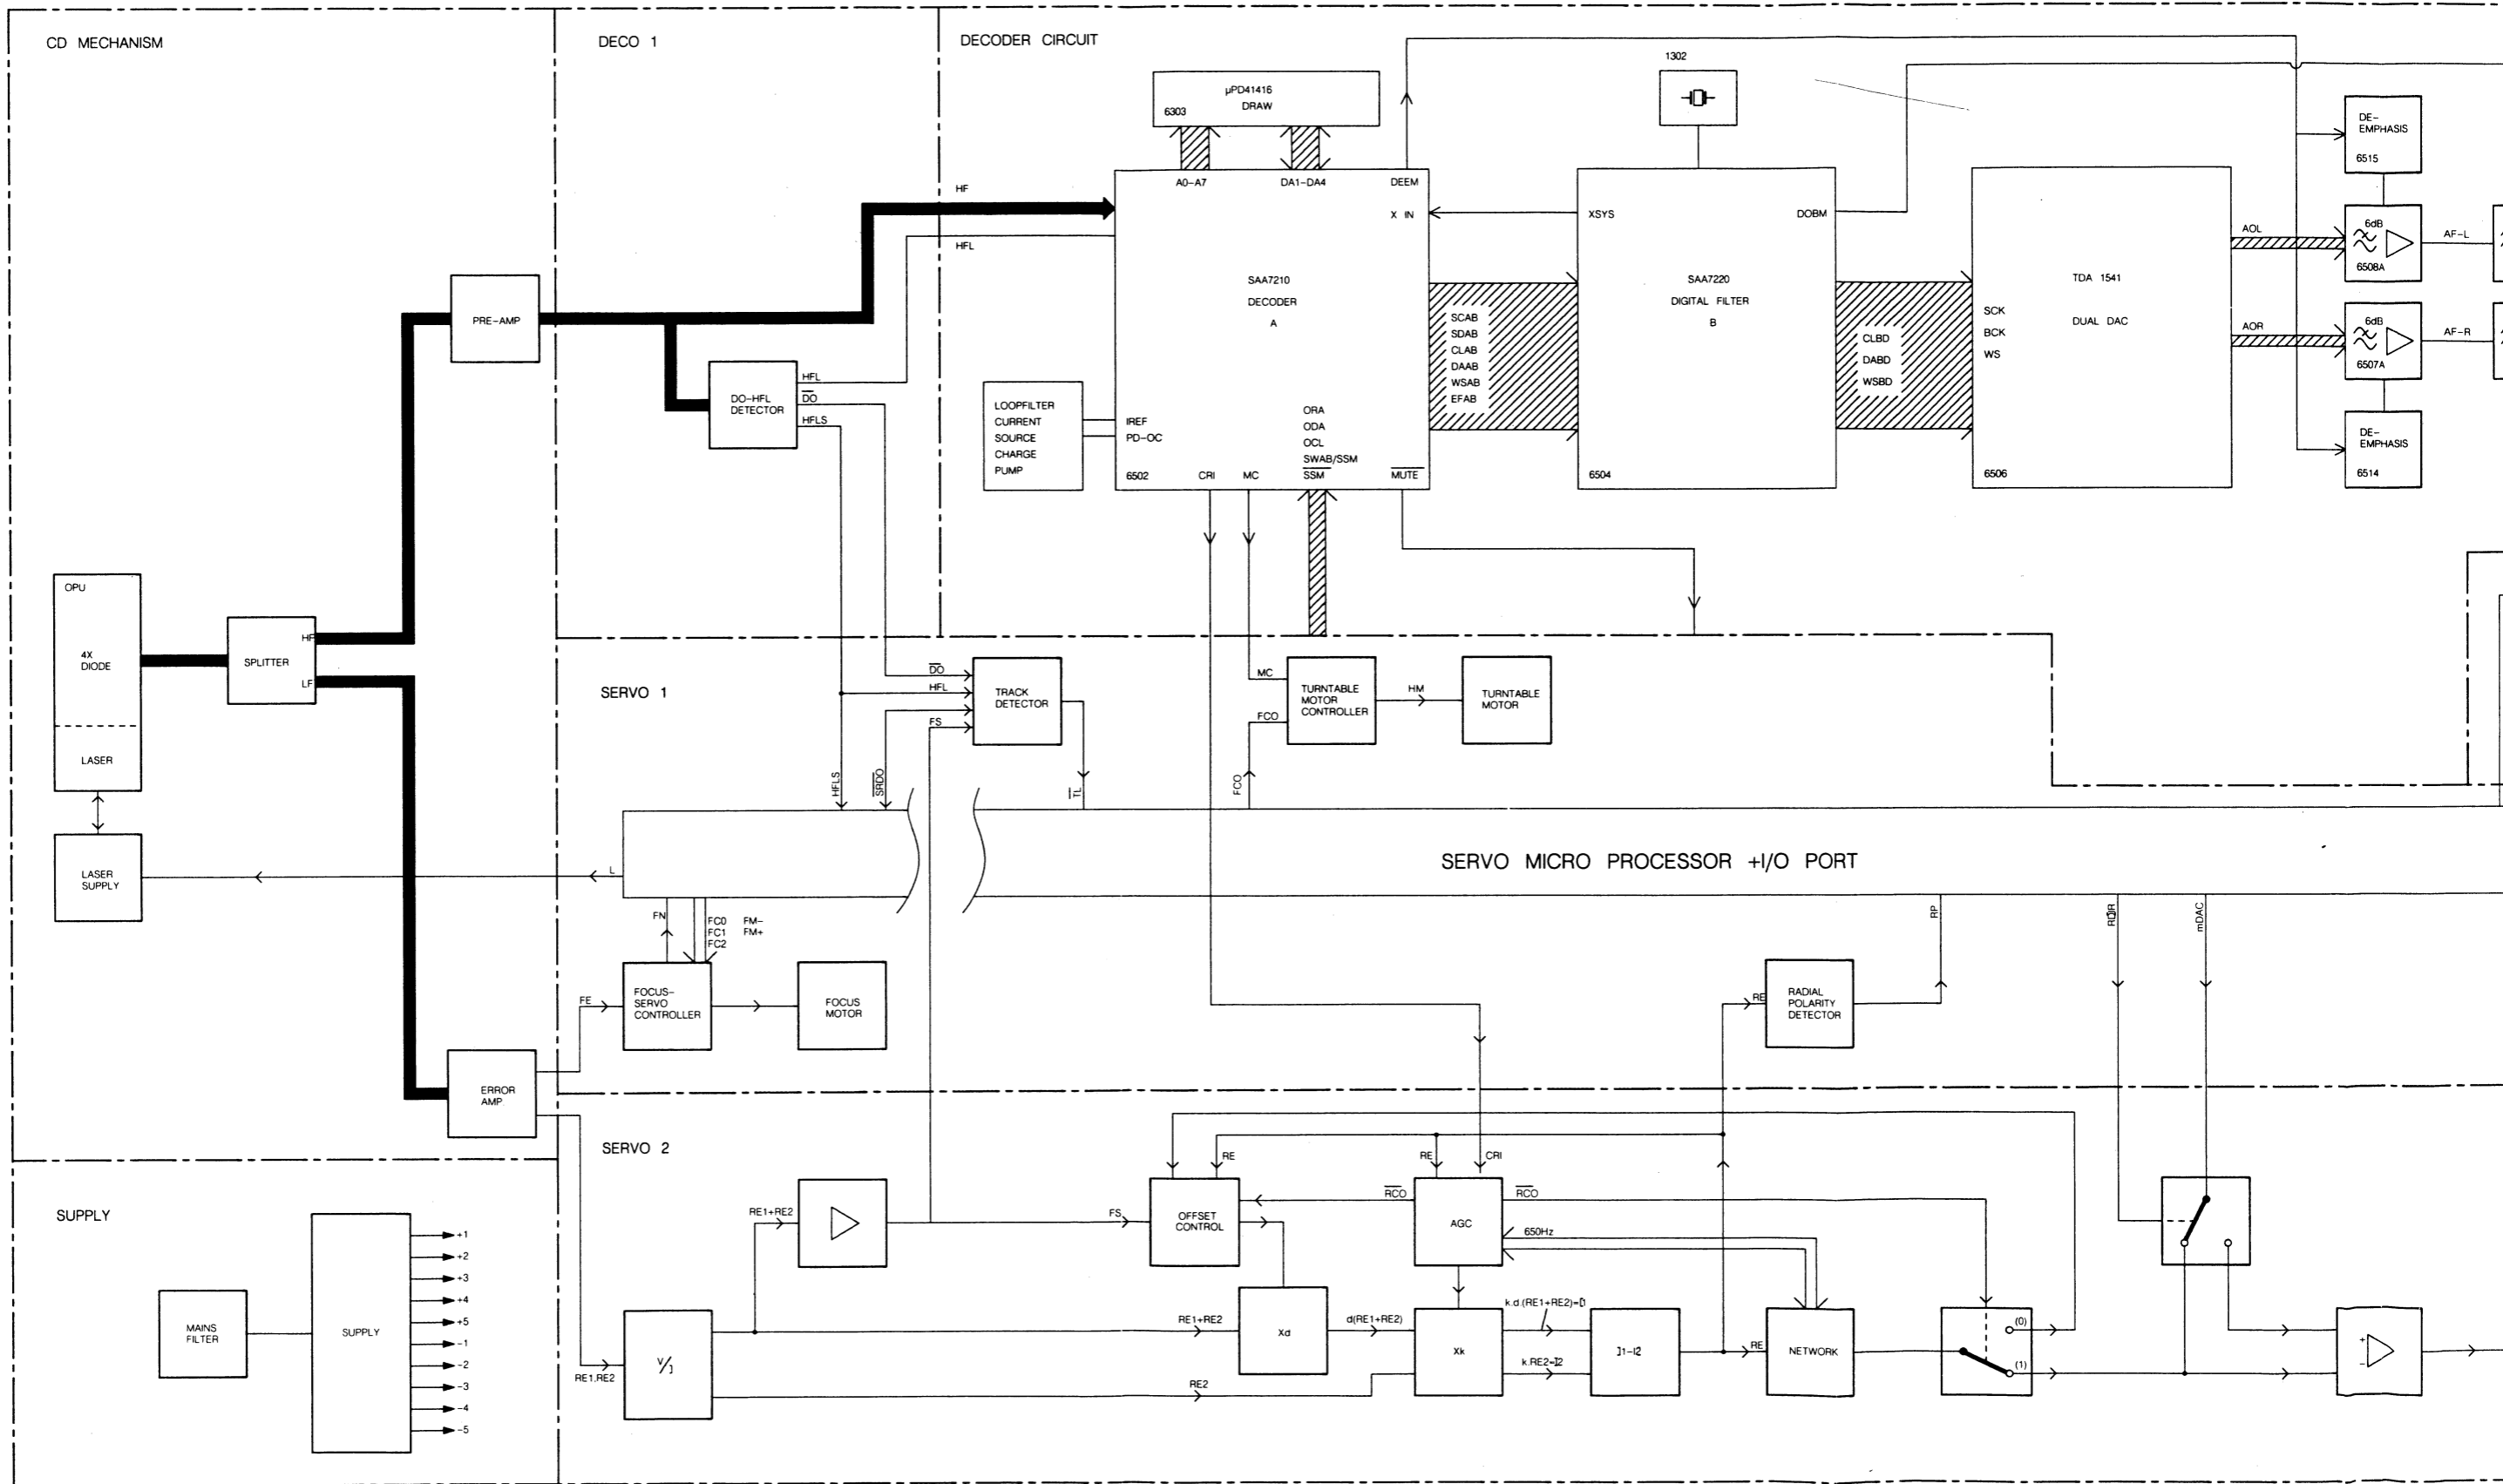 CD MECHANISM
DECO 1
DECODER CIRCUIT
1302
µPD41416
DRAW
6303
DE-
EMPHASIS
6515
HF
HFL
A0-A7
DA1-DA4
DEEM
X IN
XSYS
DOBM
SAA7210
DECODER
A
SCAB
SDAB
CLAB
DAAB
WSAB
EFAB
SAA7220
DIGITAL FILTER
B
CLBD
DABD
WSBD
SCK
BCK
WS
TDA 1541
DUAL DAC
AOL
AOR
6dB
6508A
AF-L
6dB
6507A
AF-R
DE-
EMPHASIS
6514
PRE-AMP
DO-HFL
DETECTOR
HFL
DO
HFLS
LOOPFILTER
CURRENT
SOURCE
CHARGE
PUMP
IREF
PD-OC
ORA
ODA
OCL
SWAB/SSM
SSM
6502
CRI
MC
MUTE
6504
6506
OPU
4X
DIODE
LASER
SPLITTER
HF
LF
SERVO 1
DO
HFL
FS
TRACK
DETECTOR
MC
FCO
TURNTABLE
MOTOR
CONTROLLER
HM
TURNTABLE
MOTOR
HFLS
SRDO
TL
FCO
LASER
SUPPLY
L
SERVO MICRO PROCESSOR +I/O PORT
FN
FC0
FC1
FC2
FM-
FM+
RP
mDAC
FE
FOCUS-
SERVO
CONTROLLER
FOCUS
MOTOR
RE
RADIAL
POLARITY
DETECTOR
ERROR
AMP
SERVO 2
RE
RE
CRI
RE1+RE2
FS
OFFSET
CONTROL
RCO
AGC
RCO
650Hz
SUPPLY
+1
+2
+3
+4
+5
-1
-2
-3
-4
-5
MAINS
FILTER
SUPPLY
RE1.RE2
V/I
RE1+RE2
Xd
d(RE1+RE2)
RE2
Xk
k.d.(RE1+RE2)=I1
k.RE2=I2
I1-I2
RE
NETWORK
(0)
(1)
+
-